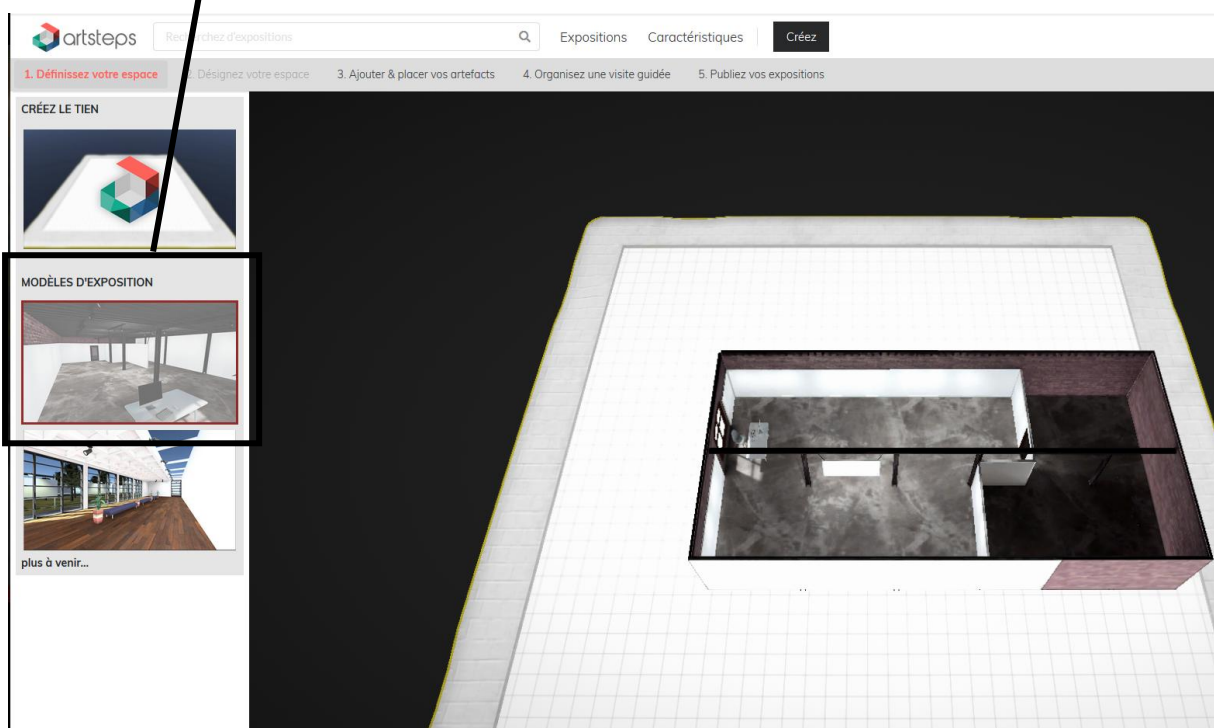 artsteps Recherchez d'expositions Expositions Caractéristiques Créez
1. Définissez votre espace 2. Désignez votre espace 3. Ajouter & placer vos artefacts 4. Organisez une visite guidée 5. Publiez vos expositions
CRÉEZ LE TIEN
MODÈLES D'EXPOSITION
plus à venir...